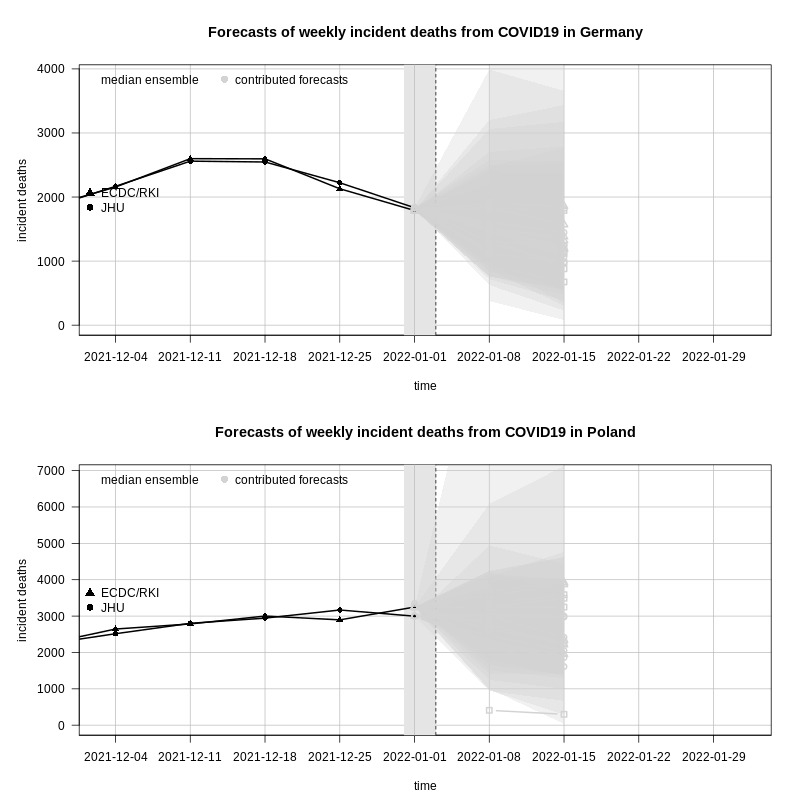 Forecasts of weekly incident deaths from COVID19 in Germany
median ensemble contributed forecasts
4000
3000
2000
1000
0
incident deaths
ECDC/RKI
JHU
2021-12-04 2021-12-11 2021-12-18 2021-12-25 2022-01-01 2022-01-08 2022-01-15 2022-01-22 2022-01-29
time
Forecasts of weekly incident deaths from COVID19 in Poland
median ensemble contributed forecasts
7000
6000
5000
4000
3000
2000
1000
0
incident deaths
ECDC/RKI
JHU
2021-12-04 2021-12-11 2021-12-18 2021-12-25 2022-01-01 2022-01-08 2022-01-15 2022-01-22 2022-01-29
time